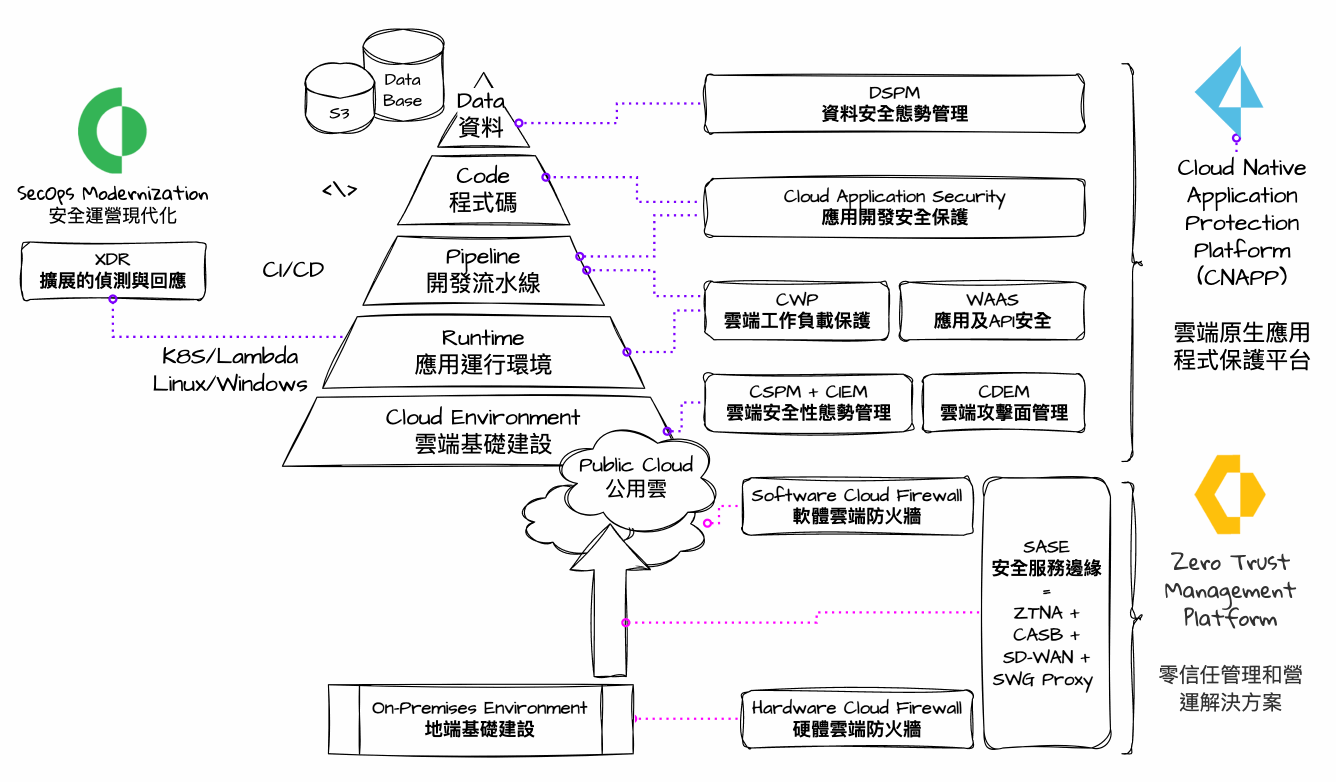 Data
Base
S3
Data
資料
DSPM
資料安全態勢管理
SecOps Modernization
安全運營現代化
XDR
擴展的偵測與回應
<\>
Code
程式碼
Cloud Application Security
應用開發安全保護
CI/CD
Pipeline
開發流水線
CWP
雲端工作負載保護
WAAS
應用及API安全
K8S/Lambda
Linux/Windows
Runtime
應用運行環境
CSPM + CIEM
雲端安全性態勢管理
CDEM
雲端攻擊面管理
Cloud Environment
雲端基礎建設
Cloud Native
Application
Protection
Platform
(CNAPP)
雲端原生應用
程式保護平台
Public Cloud
公用雲
Software Cloud Firewall
軟體雲端防火牆
SASE
安全服務邊緣
=
ZTNA +
CASB +
SD-WAN +
SWG Proxy
Zero Trust
Management
Platform
零信任管理和營
運解決方案
On-Premises Environment
地端基礎建設
Hardware Cloud Firewall
硬體雲端防火牆